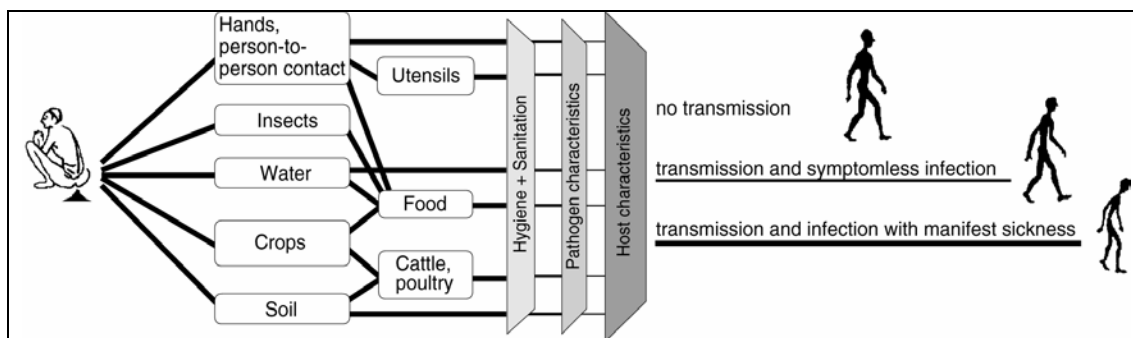 Hands,
person-to-
person contact
Utensils
Insects
Water
Food
Crops
Cattle,
poultry
Soil
Hygiene + Sanitation
Pathogen characteristics
Host characteristics
no transmission
transmission and symptomless infection
transmission and infection with manifest sickness